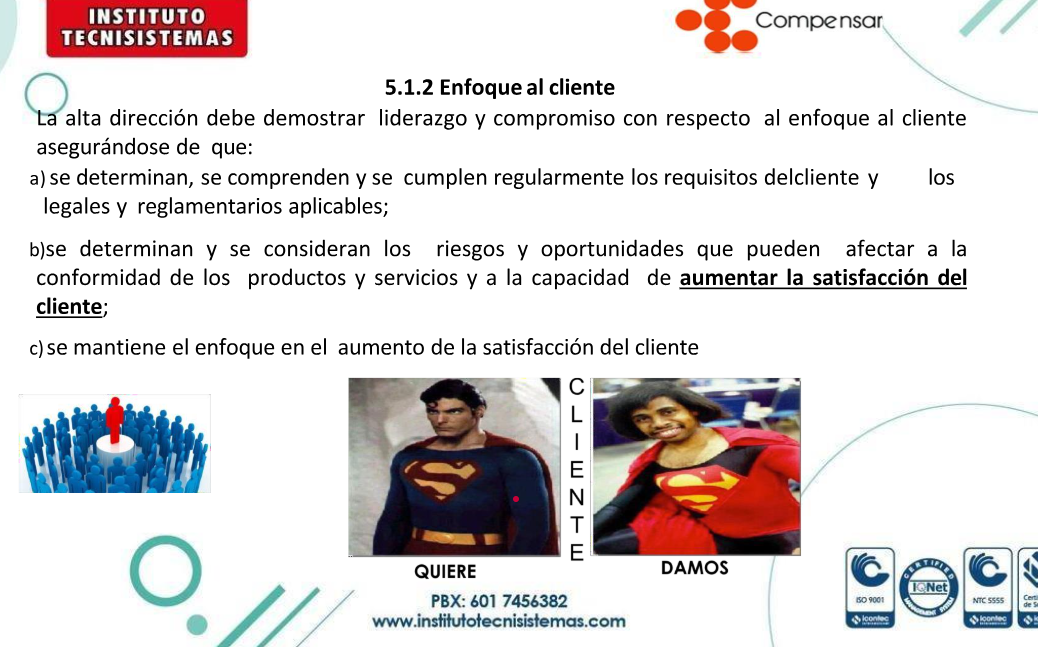 INSTITUTO
TECNISISTEMAS
Compensar
5.1.2 Enfoque al cliente
La alta dirección debe demostrar liderazgo y compromiso con respecto al enfoque al cliente
asegurándose de que:
a) se determinan, se comprenden y se cumplen regularmente los requisitos delcliente y los
legales y reglamentarios aplicables;
b)se determinan y se consideran los riesgos y oportunidades que pueden afectar a la
conformidad de los productos y servicios y a la capacidad de aumentar la satisfacción del
cliente;
c) se mantiene el enfoque en el aumento de la satisfacción del cliente
C
L
I
E
N
T
E
QUIERE
DAMOS
PBX: 601 7456382
www.institutotecnisistemas.com
CERTIFIED
IQNet
MANAGEMENT SYSTEM
ISO 9001
icontec
NTC 5555
icontec